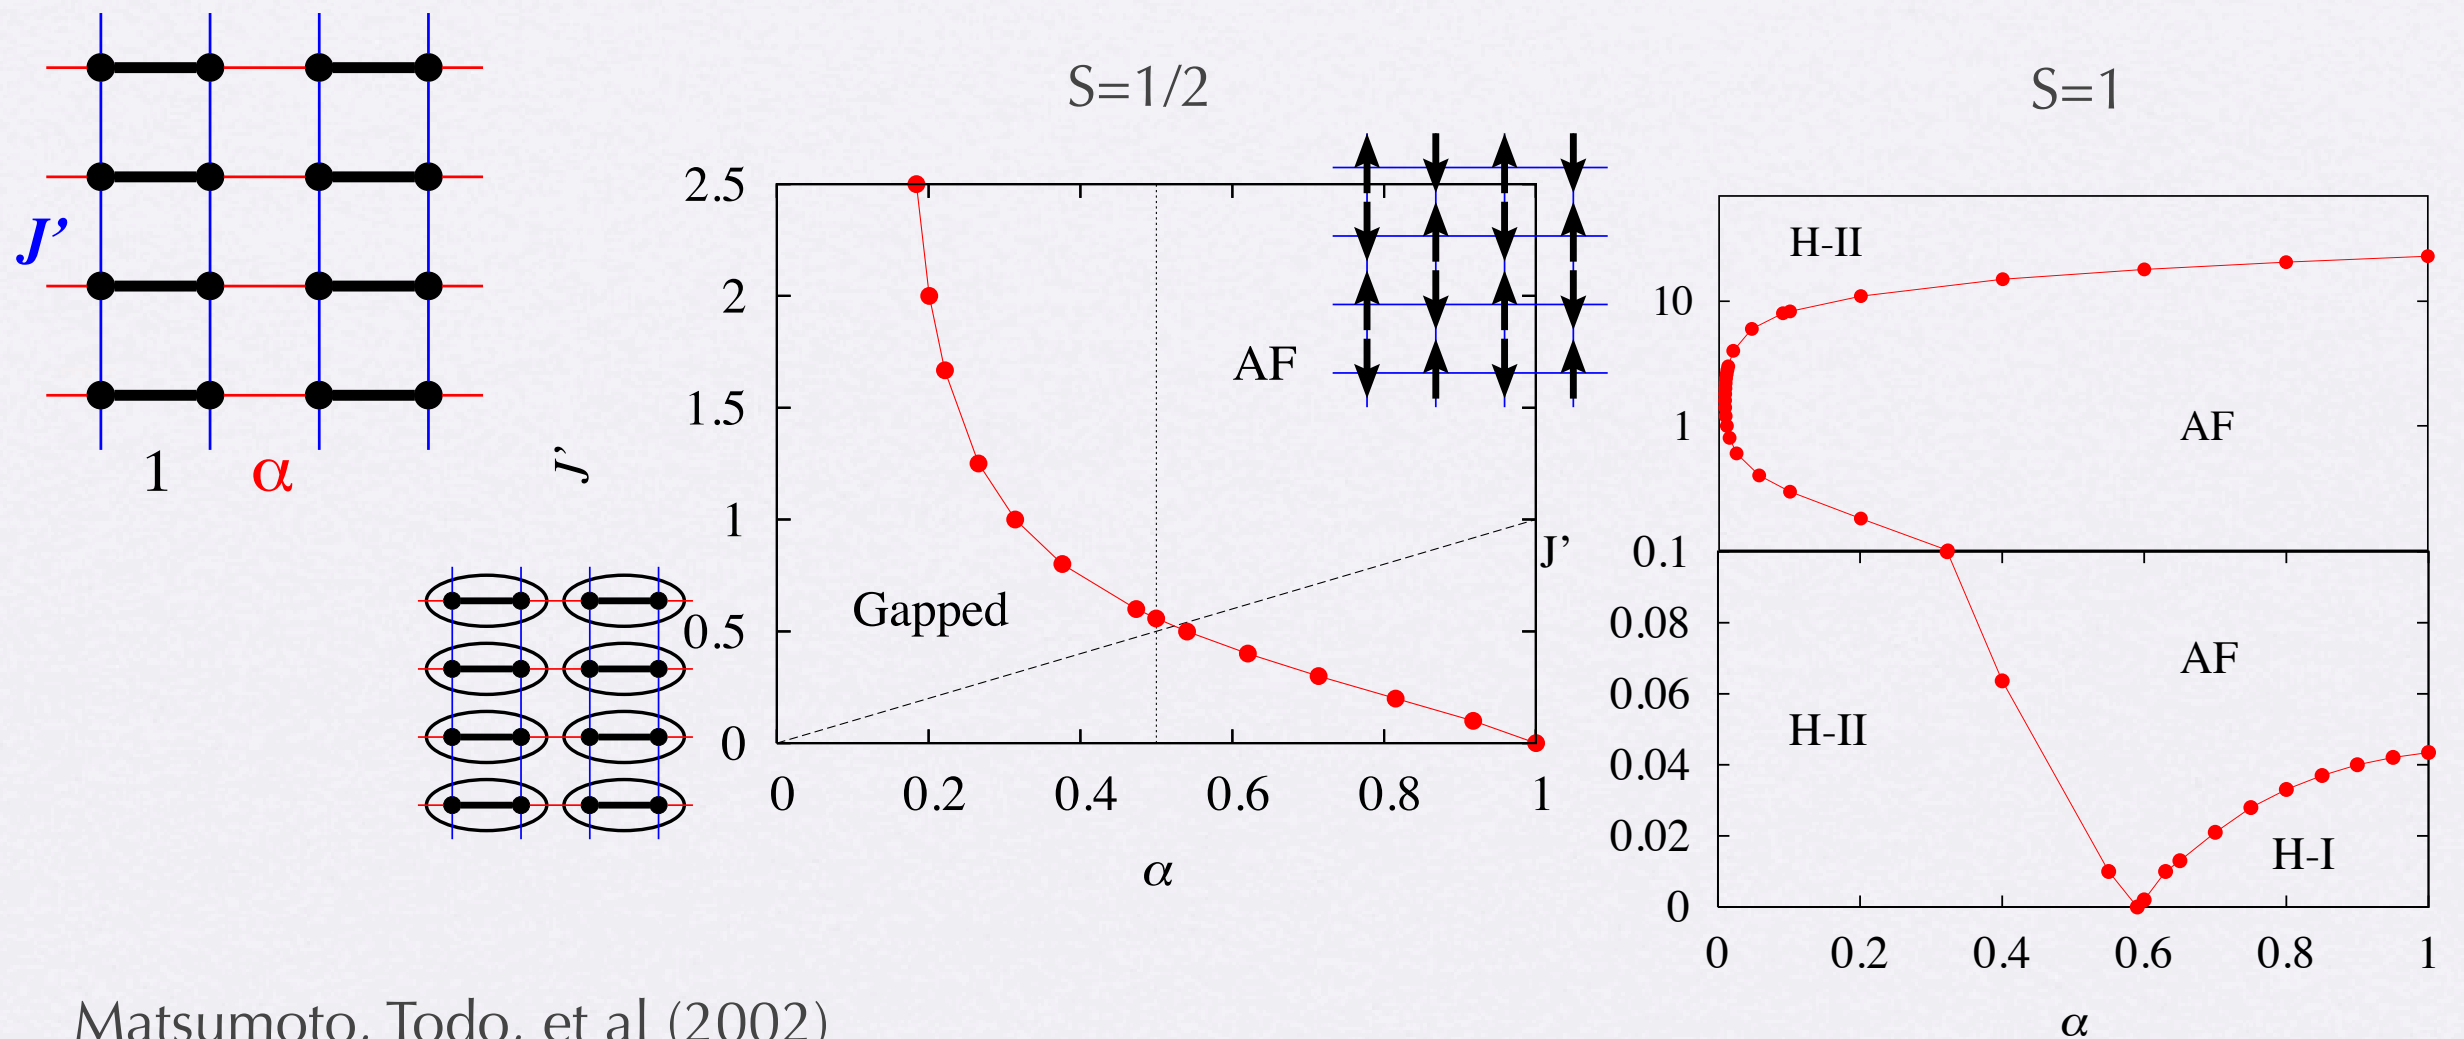 J’
1 α
S=1/2
2.5
2
1.5
1
0.5
0
J’
AF
Gapped
0 0.2 0.4 0.6 0.8 1
α
S=1
10
1
0.1
0.08
0.06
0.04
0.02
0
J’
H-II
AF
AF
H-II
H-I
0 0.2 0.4 0.6 0.8 1
α
Matsumoto, Todo, et al (2002)